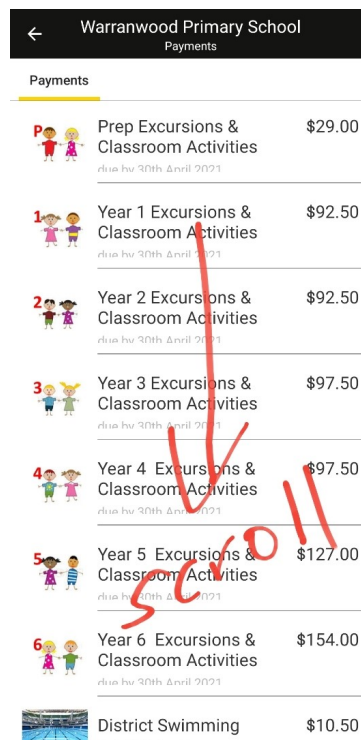 Warranwood Primary School
Payments
Payments
P
Prep Excursions & $29.00
Classroom Activities
due by 30th April 2021
1
Year 1 Excursions & $92.50
Classroom Activities
due by 30th April 2021
2
Year 2 Excursions & $92.50
Classroom Activities
due by 30th April 2021
3
Year 3 Excursions & $97.50
Classroom Activities
due by 30th April 2021
4
Year 4 Excursions & $97.50
Classroom Activities
due by 30th April 2021
5
Year 5 Excursions & $127.00
Classroom Activities
due by 30th April 2021
6
Year 6 Excursions & $154.00
Classroom Activities
due by 30th April 2021
District Swimming $10.50
scroll